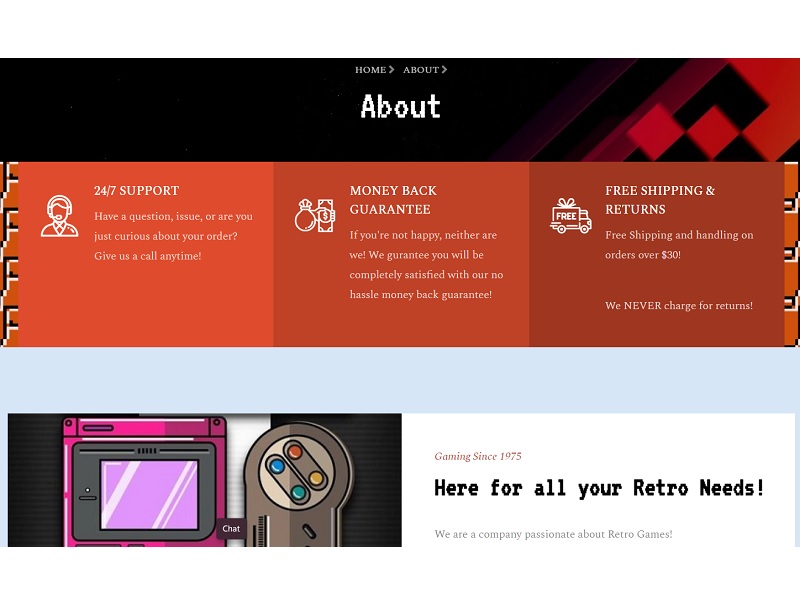 HOME ABOUT
About
24/7 SUPPORT
Have a question, issue, or are you
just curious about your order?
Give us a call anytime!
MONEY BACK
GUARANTEE
If you're not happy, neither are
we! We gurantee you will be
completely satisfied with our no
hassle money back guarantee!
FREE
FREE SHIPPING &
RETURNS
Free Shipping and handling on
orders over $30!
We NEVER charge for returns!
Chat
Gaming Since 1975
Here for all your Retro Needs!
We are a company passionate about Retro Games!